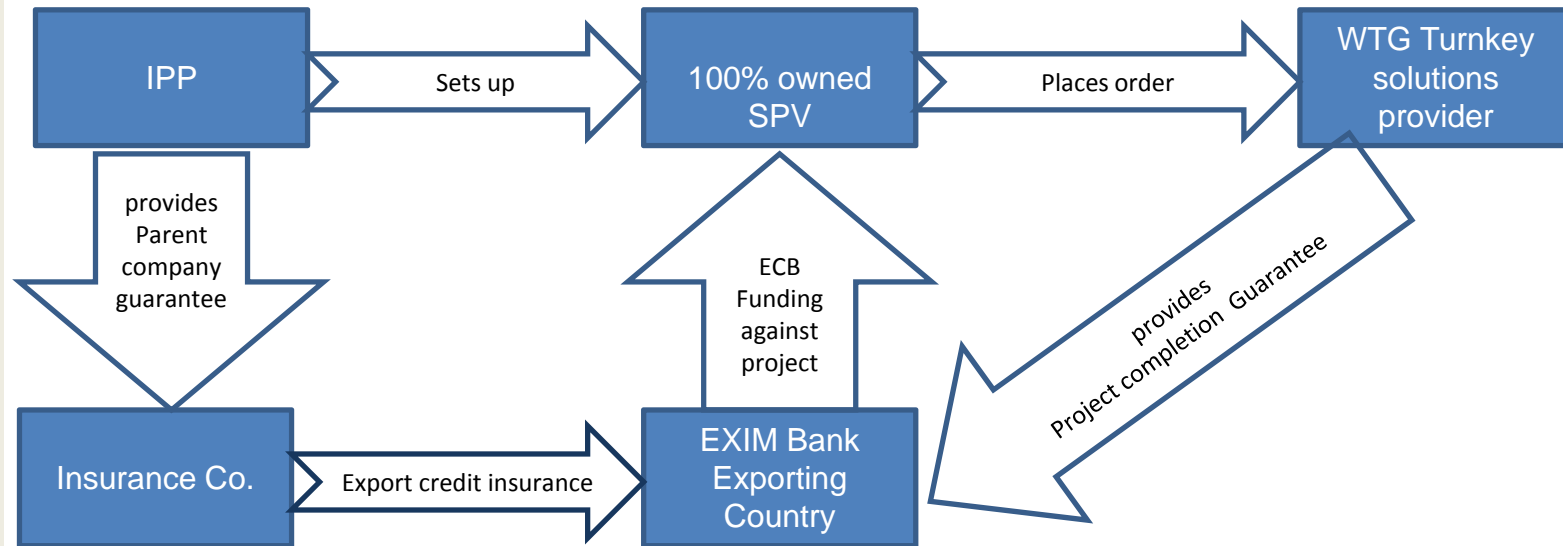 IPP
Sets up
100% owned
SPV
Places order
WTG Turnkey
solutions
provider
provides
Parent
company
guarantee
ECB
Funding
against
project
provides
Project completion Guarantee
Insurance Co.
Export credit insurance
EXIM Bank
Exporting
Country